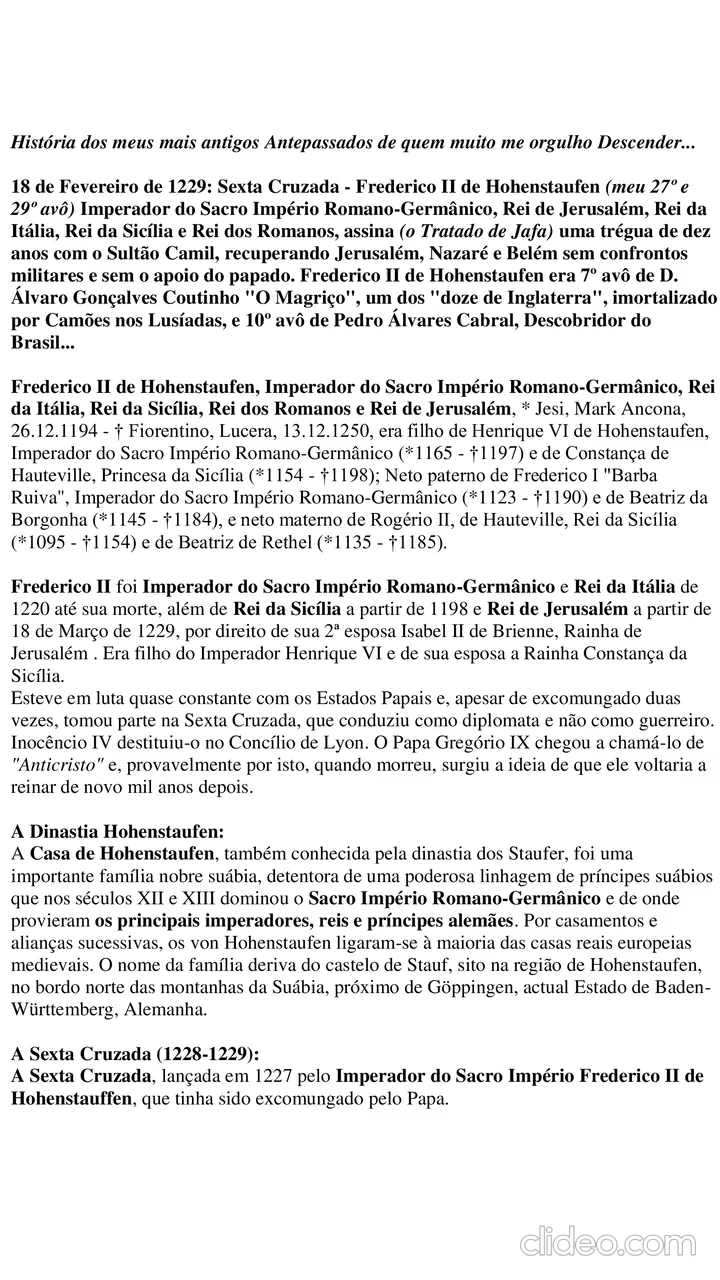 História dos meus mais antigos Antepassados de quem muito me orgulho Descender...
18 de Fevereiro de 1229: Sexta Cruzada - Frederico II de Hohenstaufen (meu 27º e
29º avô) Imperador do Sacro Império Romano-Germânico, Rei de Jerusalém, Rei da
Itália, Rei da Sicília e Rei dos Romanos, assina (o Tratado de Jafa) uma trégua de dez
anos com o Sultão Camil, recuperando Jerusalém, Nazaré e Belém sem confrontos
militares e sem o apoio do papado. Frederico II de Hohenstaufen era 7º avô de D.
Álvaro Gonçalves Coutinho "O Magriço", um dos "doze de Inglaterra", imortalizado
por Camões nos Lusíadas, e 10º avô de Pedro Álvares Cabral, Descobridor do
Brasil...
Frederico II de Hohenstaufen, Imperador do Sacro Império Romano-Germânico, Rei
da Itália, Rei da Sicília, Rei dos Romanos e Rei de Jerusalém, * Jesi, Mark Ancona,
26.12.1194 - † Fiorentino, Lucera, 13.12.1250, era filho de Henrique VI de Hohenstaufen,
Imperador do Sacro Império Romano-Germânico (*1165 - †1197) e de Constança de
Hauteville, Princesa da Sicília (*1154 - †1198); Neto paterno de Frederico I "Barba
Ruiva", Imperador do Sacro Império Romano-Germânico (*1123 - †1190) e de Beatriz da
Borgonha (*1145 - †1184), e neto materno de Rogério II, de Hauteville, Rei da Sicília
(*1095 - †1154) e de Beatriz de Rethel (*1135 - †1185).
Frederico II foi Imperador do Sacro Império Romano-Germânico e Rei da Itália de
1220 até sua morte, além de Rei da Sicília a partir de 1198 e Rei de Jerusalém a partir de
18 de Março de 1229, por direito de sua 2ª esposa Isabel II de Brienne, Rainha de
Jerusalém . Era filho do Imperador Henrique VI e de sua esposa a Rainha Constança da
Sicília.
Esteve em luta quase constante com os Estados Papais e, apesar de excomungado duas
vezes, tomou parte na Sexta Cruzada, que conduziu como diplomata e não como guerreiro.
Inocêncio IV destituiu-o no Concílio de Lyon. O Papa Gregório IX chegou a chamá-lo de
"Anticristo" e, provavelmente por isto, quando morreu, surgiu a ideia de que ele voltaria a
reinar de novo mil anos depois.
A Dinastia Hohenstaufen:
A Casa de Hohenstaufen, também conhecida pela dinastia dos Staufer, foi uma
importante família nobre suábia, detentora de uma poderosa linhagem de príncipes suábios
que nos séculos XII e XIII dominou o Sacro Império Romano-Germânico e de onde
provieram os principais imperadores, reis e príncipes alemães. Por casamentos e
alianças sucessivas, os von Hohenstaufen ligaram-se à maioria das casas reais europeias
medievais. O nome da família deriva do castelo de Stauf, sito na região de Hohenstaufen,
no bordo norte das montanhas da Suábia, próximo de Göppingen, actual Estado de Baden-
Württemberg, Alemanha.
A Sexta Cruzada (1228-1229):
A Sexta Cruzada, lançada em 1227 pelo Imperador do Sacro Império Frederico II de
Hohenstauffen, que tinha sido excomungado pelo Papa.
clideo.com